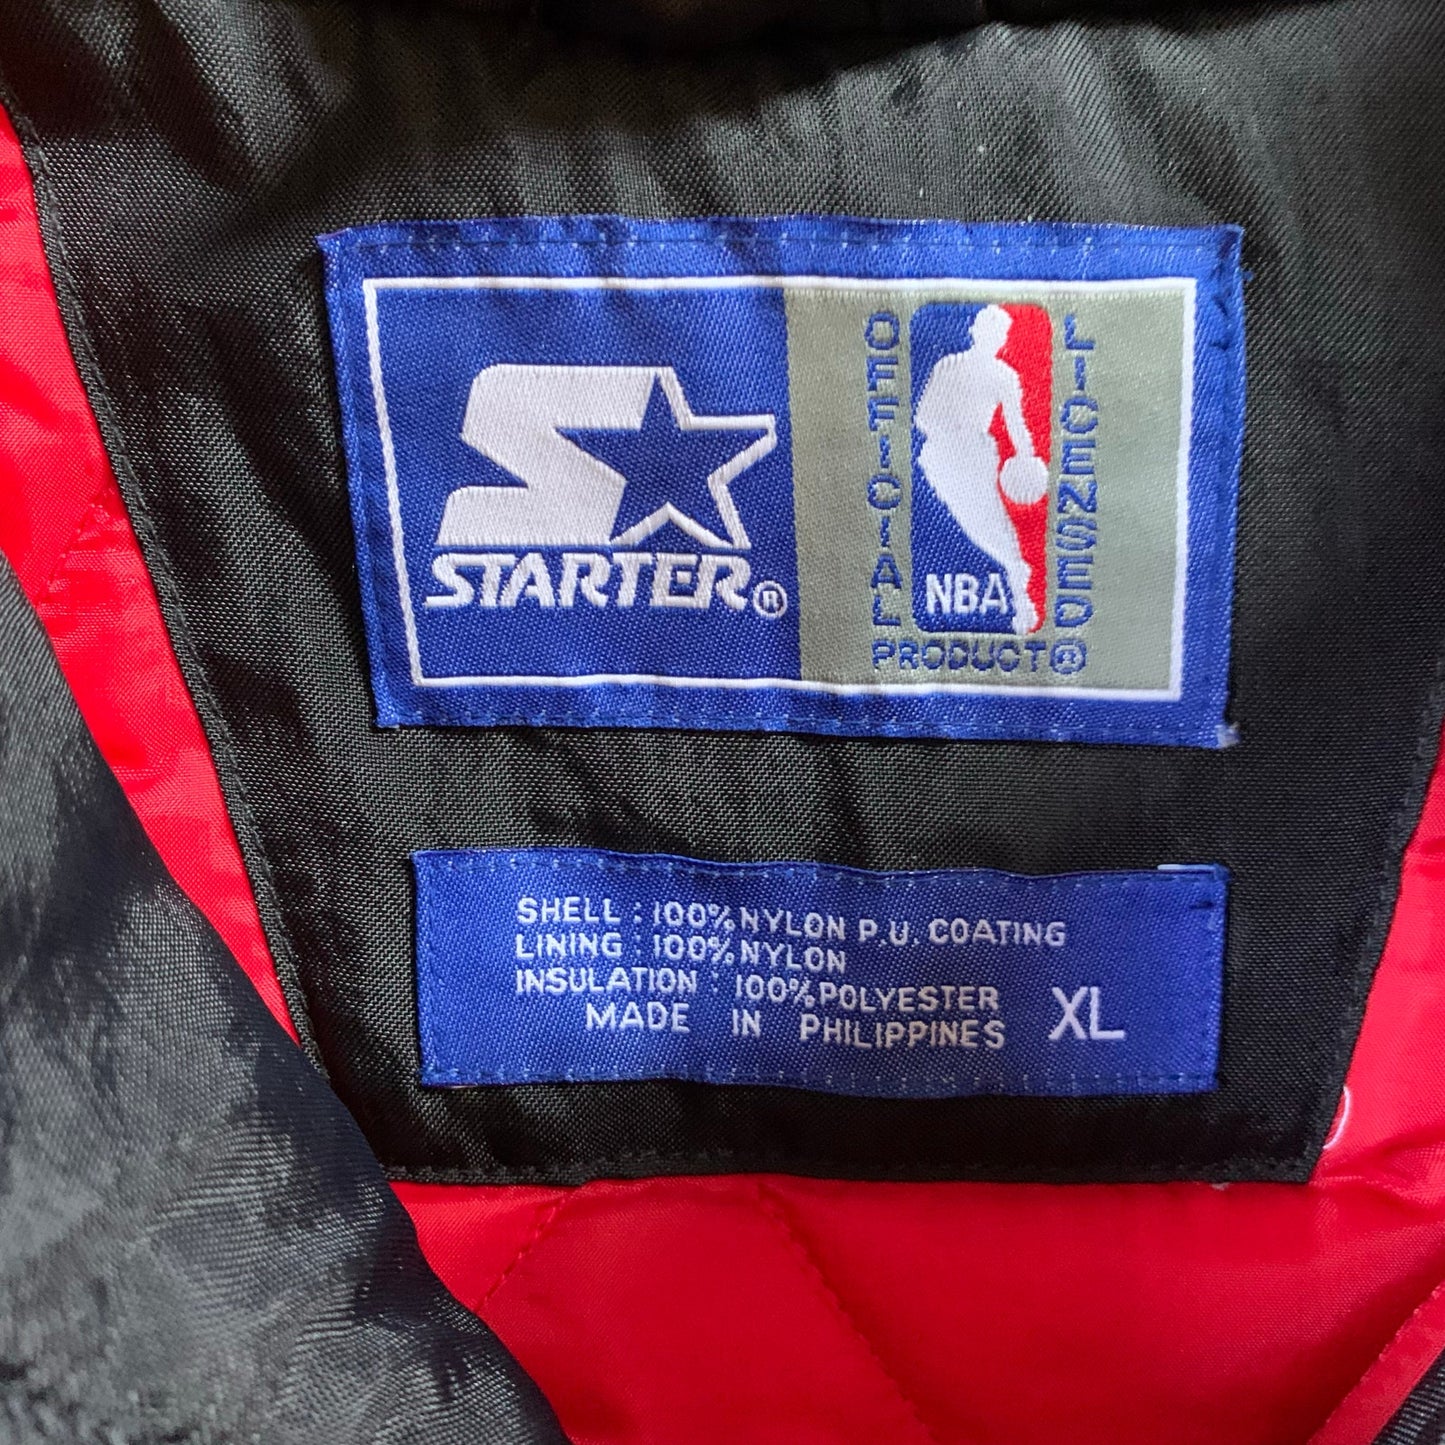 STARTER®
OFFICIAL
LICENSED
NBA
PRODUCT®
SHELL : 100% NYLON P.U. COATING
LINING : 100% NYLON
INSULATION : 100% POLYESTER
MADE IN PHILIPPINES
XL